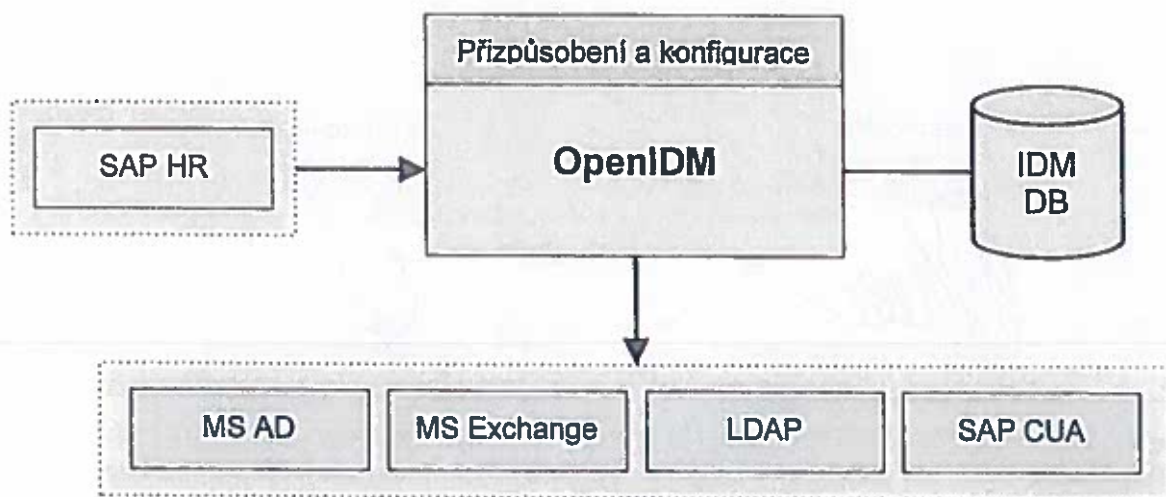 Přizpůsobení a konfigurace
SAP HR
OpenIDM
IDM
DB
MS AD
MS Exchange
LDAP
SAP CUA